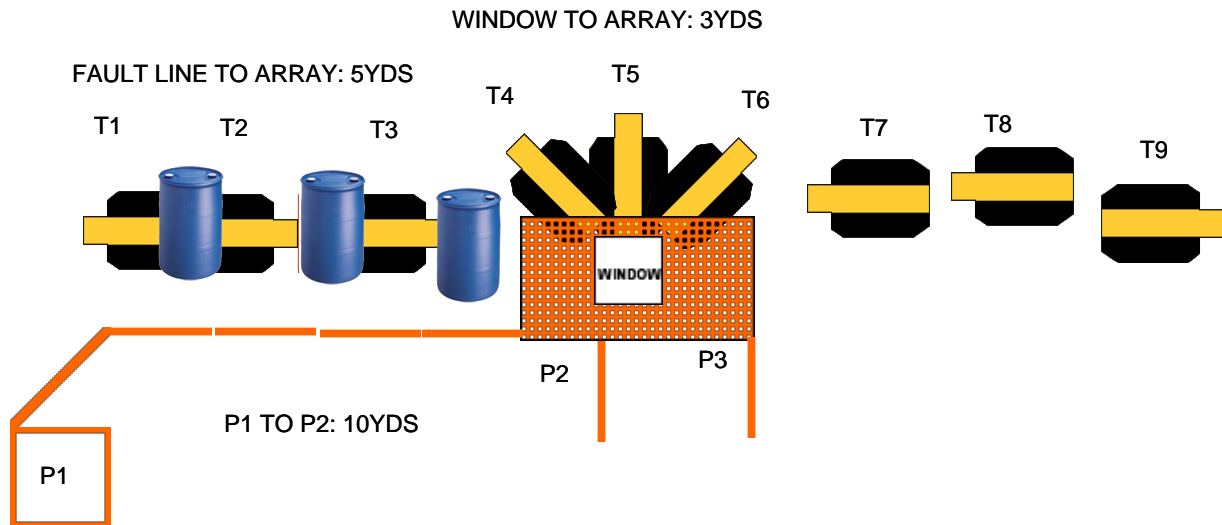 WINDOW TO ARRAY: 3YDS
FAULT LINE TO ARRAY: 5YDS
T1
T2
T3
T4
T5
T6
T7
T8
T9
WINDOW
P2
P3
P1 TO P2: 10YDS
P1